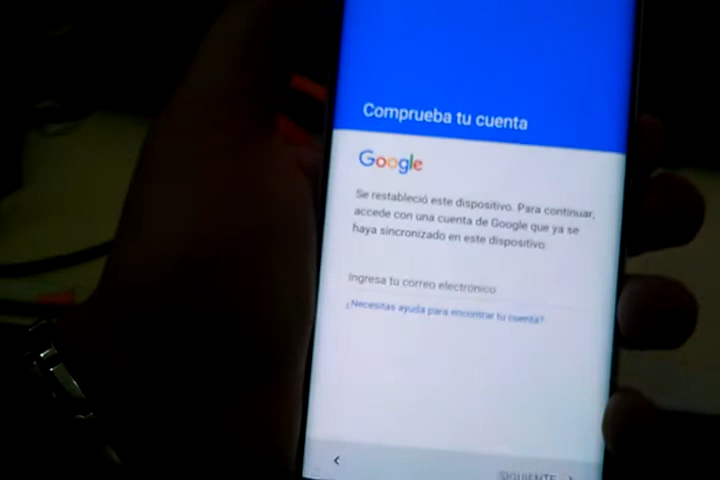 Comprueba tu cuenta
Google
Se restableció este dispositivo. Para continuar,
accede con una cuenta de Google que ya se
haya sincronizado en este dispositivo.
Ingresa tu correo electrónico
¿Necesitas ayuda para encontrar tu cuenta?
SIGUIENTE